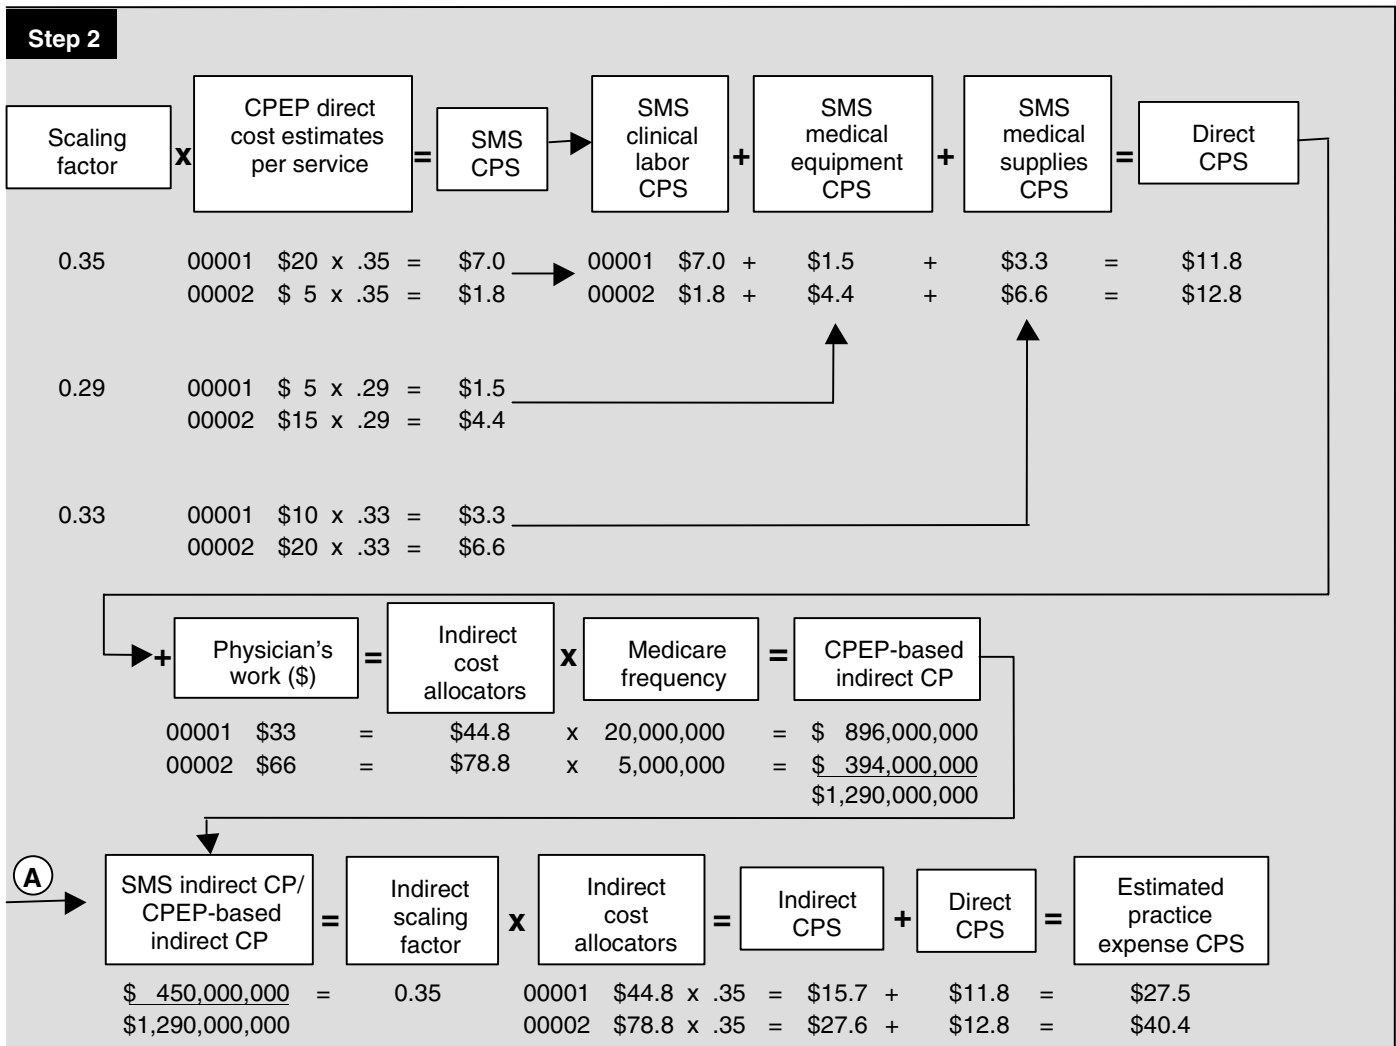 Step 2
Scaling factor x CPEP direct cost estimates per service = SMS CPS SMS clinical labor CPS + SMS medical equipment CPS + SMS medical supplies CPS = Direct CPS
0.35 00001 $20 x .35 = $7.0 00001 $7.0 + $1.5 + $3.3 = $11.8
00002 $ 5 x .35 = $1.8 00002 $1.8 + $4.4 + $6.6 = $12.8
0.29 00001 $ 5 x .29 = $1.5
00002 $15 x .29 = $4.4
0.33 00001 $10 x .33 = $3.3
00002 $20 x .33 = $6.6
+ Physician's work ($) = Indirect cost allocators x Medicare frequency = CPEP-based indirect CP
00001 $33 = $44.8 x 20,000,000 = $ 896,000,000
00002 $66 = $78.8 x 5,000,000 = $ 394,000,000
$1,290,000,000
A SMS indirect CP/ CPEP-based indirect CP = Indirect scaling factor x Indirect cost allocators = Indirect CPS + Direct CPS = Estimated practice expense CPS
$ 450,000,000 = 0.35 00001 $44.8 x .35 = $15.7 + $11.8 = $27.5
$1,290,000,000 00002 $78.8 x .35 = $27.6 + $12.8 = $40.4